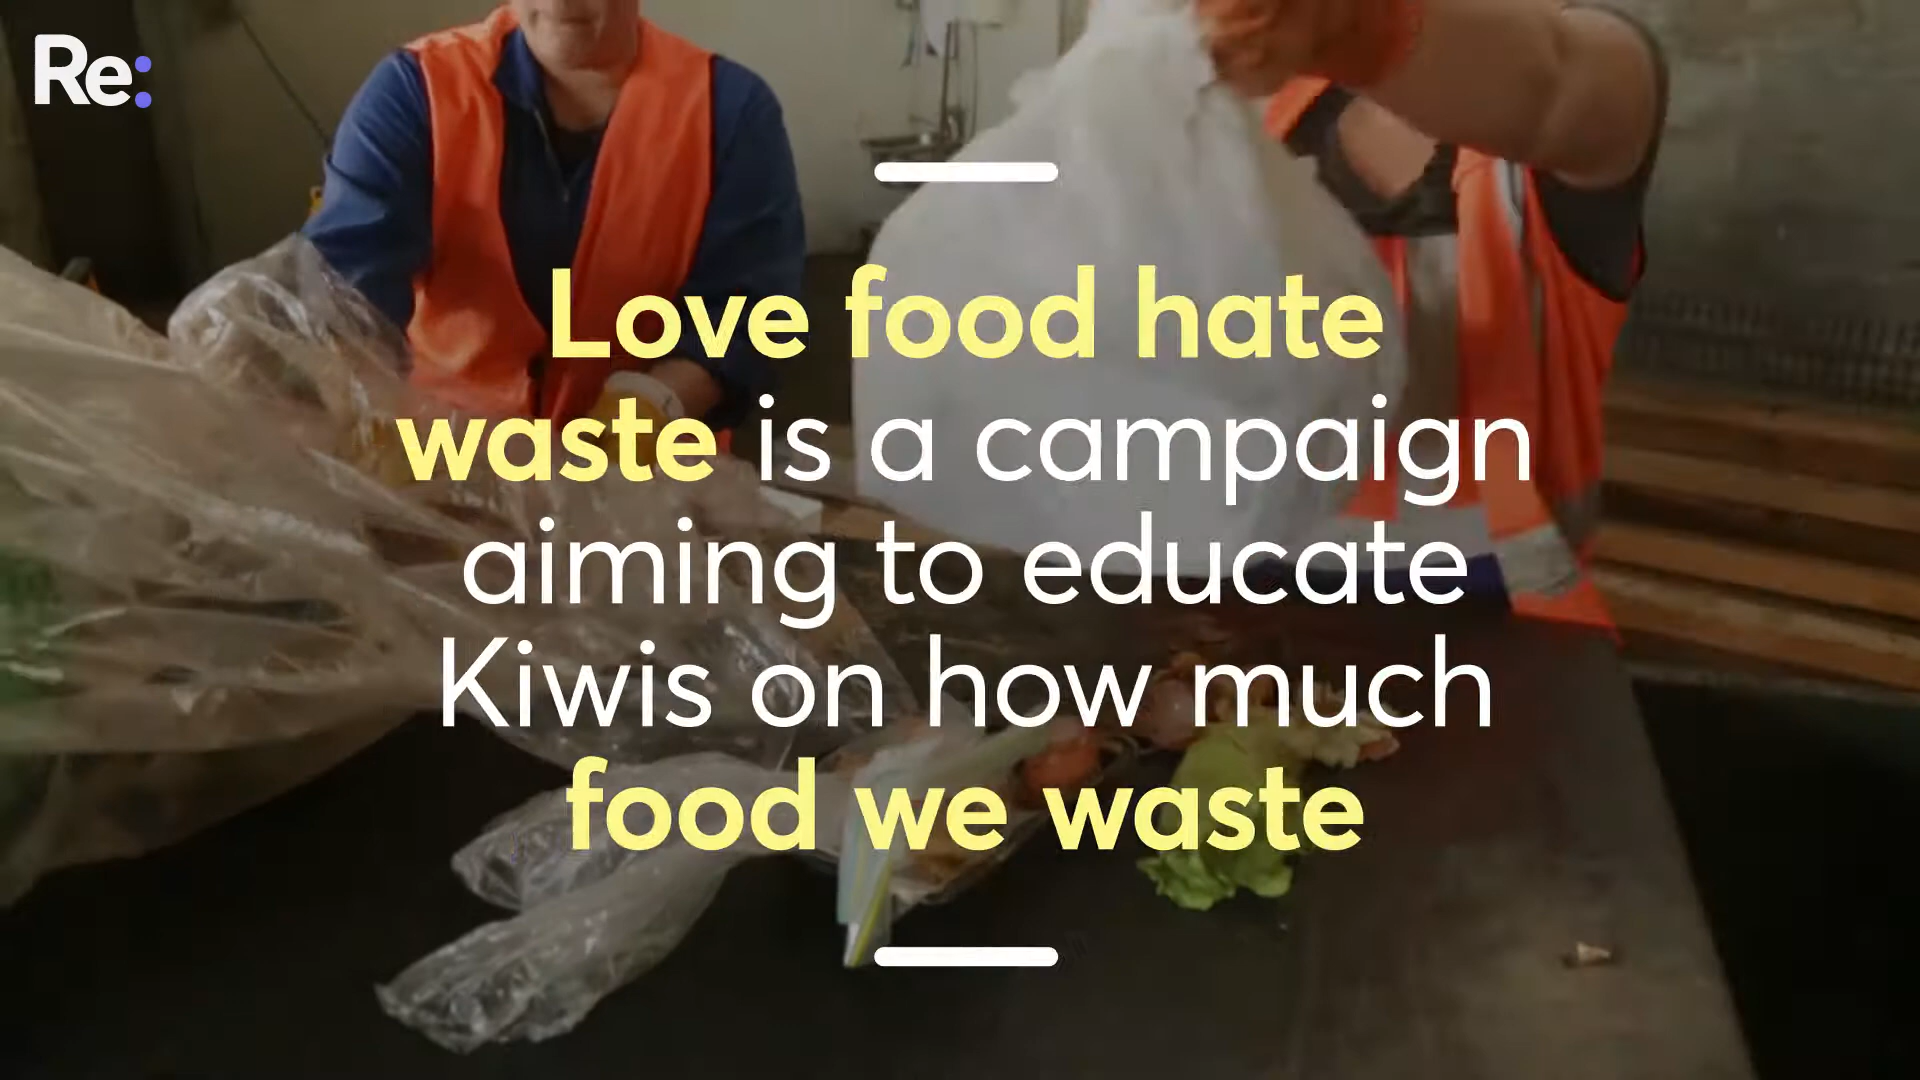 Re:
Love food hate
waste is a campaign
aiming to educate
Kiwis on how much
food we waste